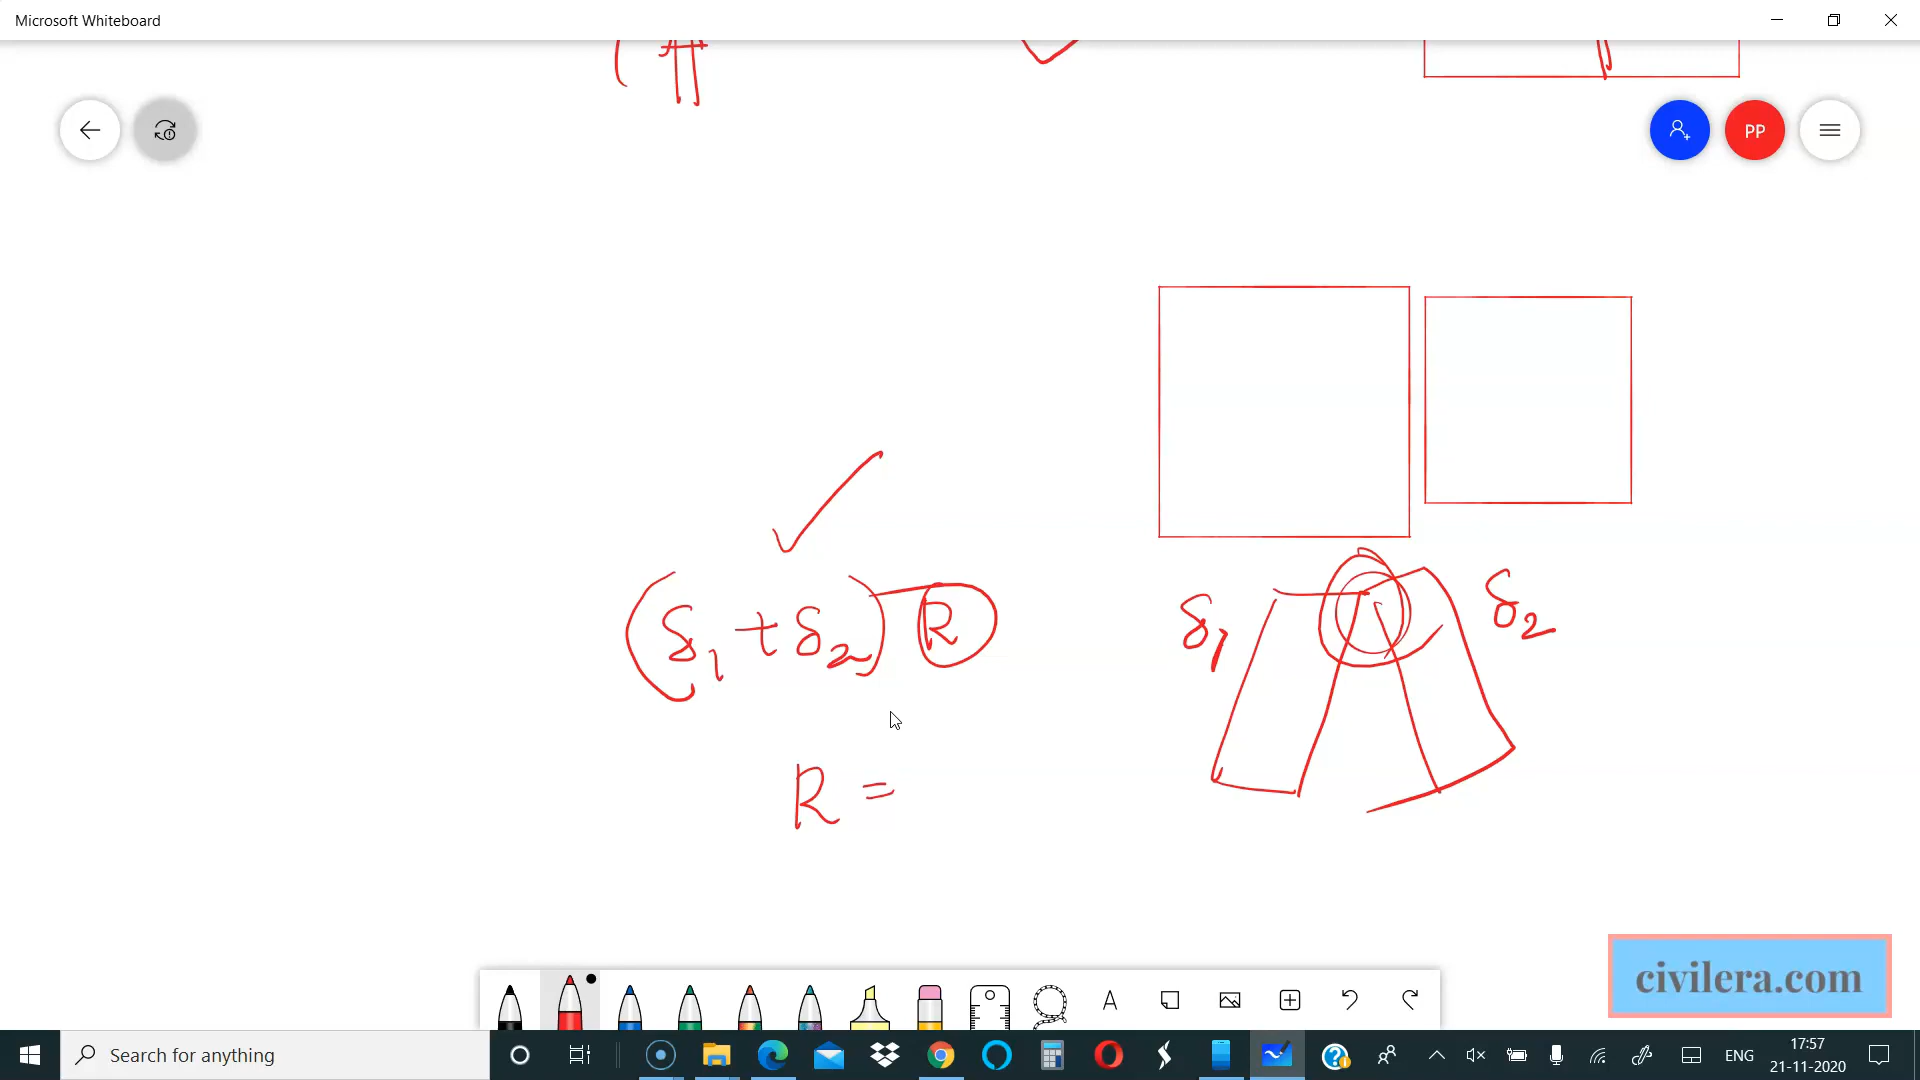 Microsoft Whiteboard
PP
δ1
δ2
(δ1 + δ2) R
R =
civilera.com
A
Search for anything
ENG
17:57
21-11-2020